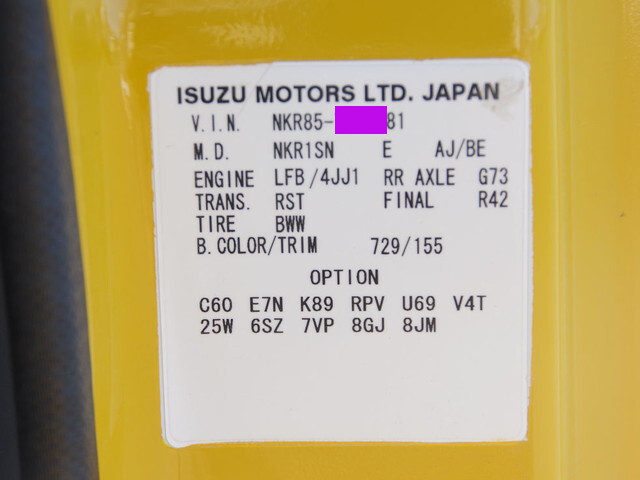 ISUZU MOTORS LTD. JAPAN
V.I.N. NKR85- 81
M.D. NKR1SN E AJ/BE
ENGINE LFB/4JJ1 RR AXLE G73
TRANS. RST FINAL R42
TIRE BWW
B.COLOR/TRIM 729/155
OPTION
C60 E7N K89 RPV U69 V4T
25W 6SZ 7VP 8GJ 8JM